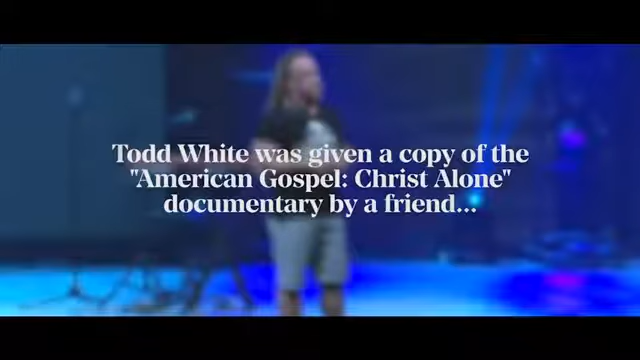 Todd White was given a copy of the
"American Gospel: Christ Alone"
documentary by a friend...